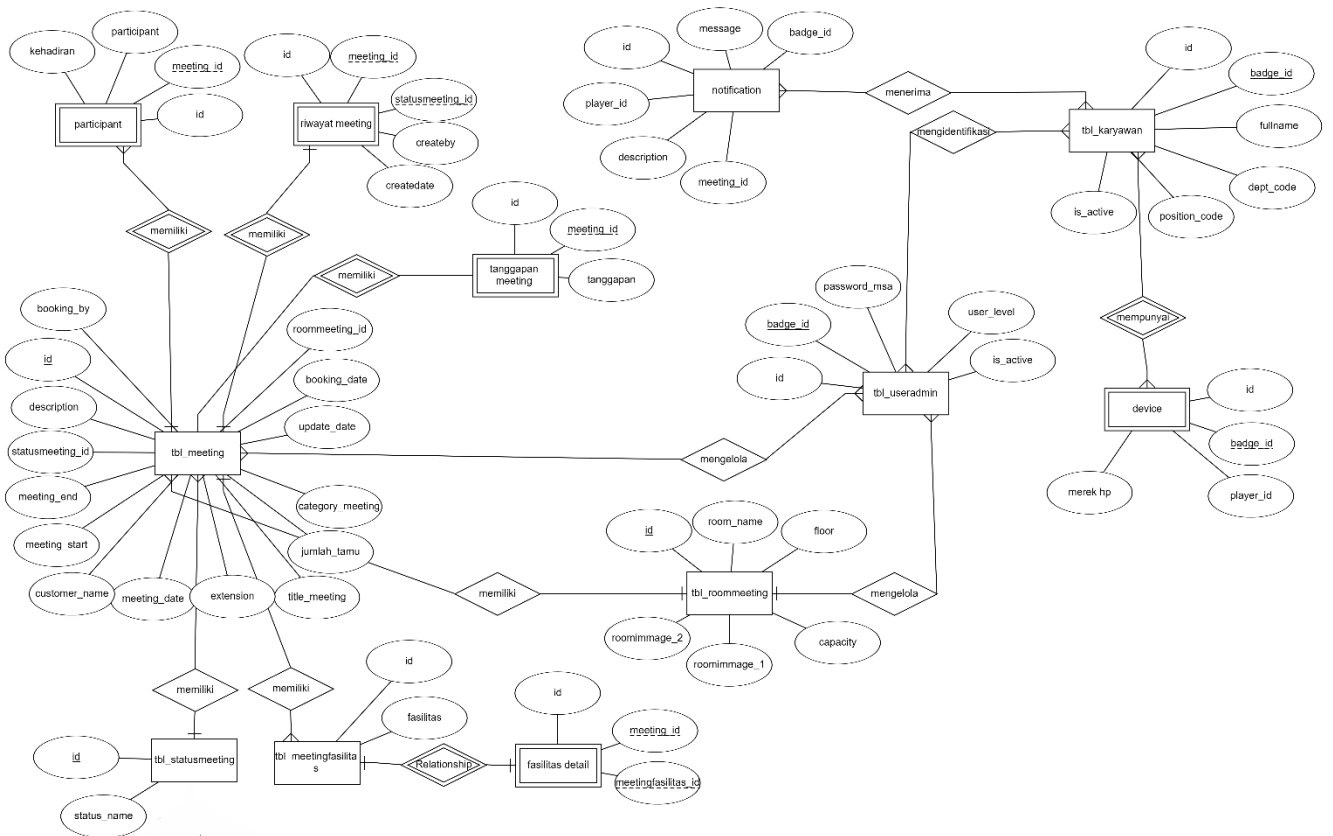 participant
kehadiran
meeting_id
id
participant
id
meeting_id
statusmeeting_id
createby
createdate
riwayat meeting
memiliki
memiliki
message
badge_id
id
player_id
description
meeting_id
notification
menerima
mengidentifikasi
id
badge_id
fullname
dept_code
position_code
is_active
tbl_karyawan
id
meeting_id
tanggapan
tanggapan
meeting
memiliki
booking_by
id
description
statusmeeting_id
meeting_end
meeting_start
customer_name
meeting_date
extension
title_meeting
jumlah_tamu
category_meeting
update_date
booking_date
roommeeting_id
tbl_meeting
password_msa
badge_id
id
user_level
is_active
tbl_useradmin
mempunyai
device
id
badge_id
player_id
merek hp
mengelola
id
room_name
floor
memiliki
tbl_roommeeting
mengelola
roomimmage_2
roomimmage_1
capacity
memiliki
memiliki
id
status_name
tbl_statusmeeting
id
fasilitas
tbl_meetingfasilita
s
Relationship
id
meeting_id
meetingfasilitas_id
fasilitas detail